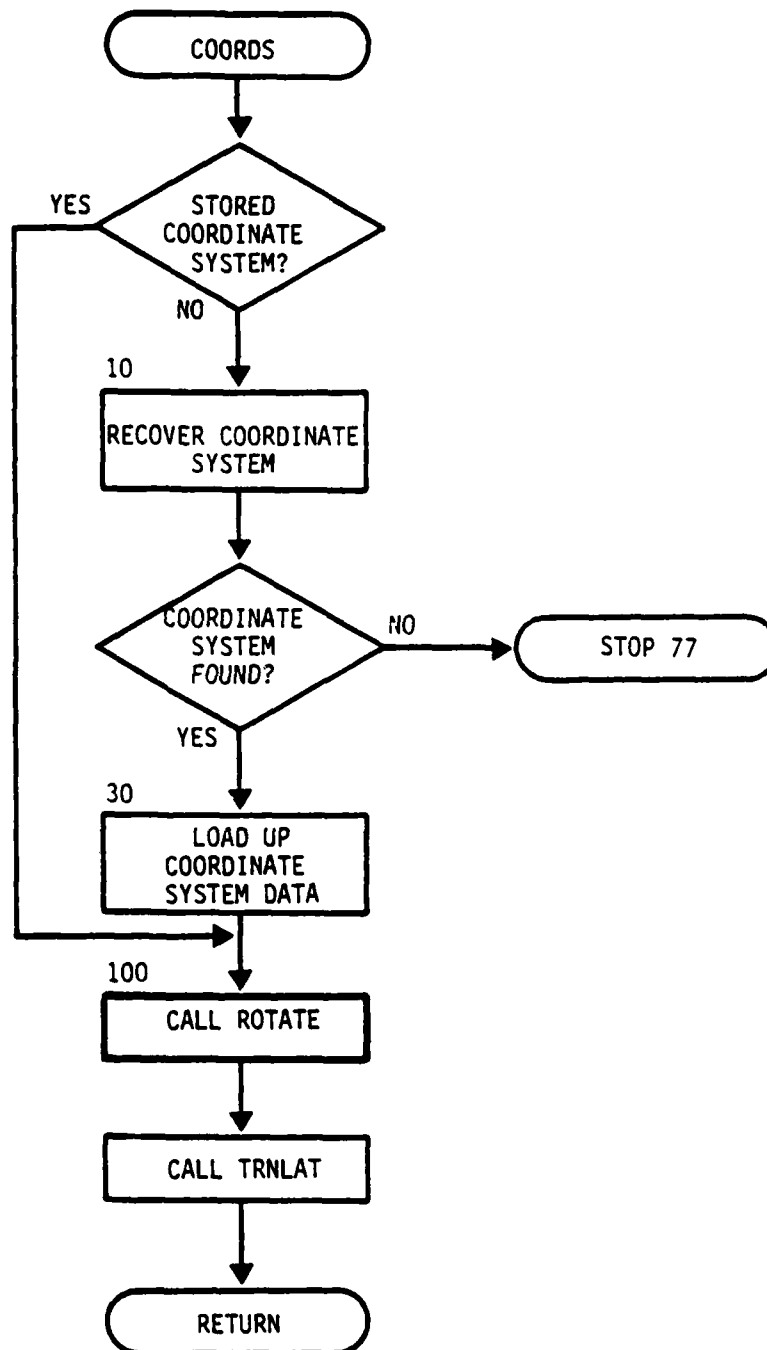 COORDS
YES
STORED
COORDINATE
SYSTEM?
NO
10
RECOVER COORDINATE
SYSTEM
COORDINATE
SYSTEM
FOUND?
NO
STOP 77
YES
30
LOAD UP
COORDINATE
SYSTEM DATA
100
CALL ROTATE
CALL TRNLAT
RETURN